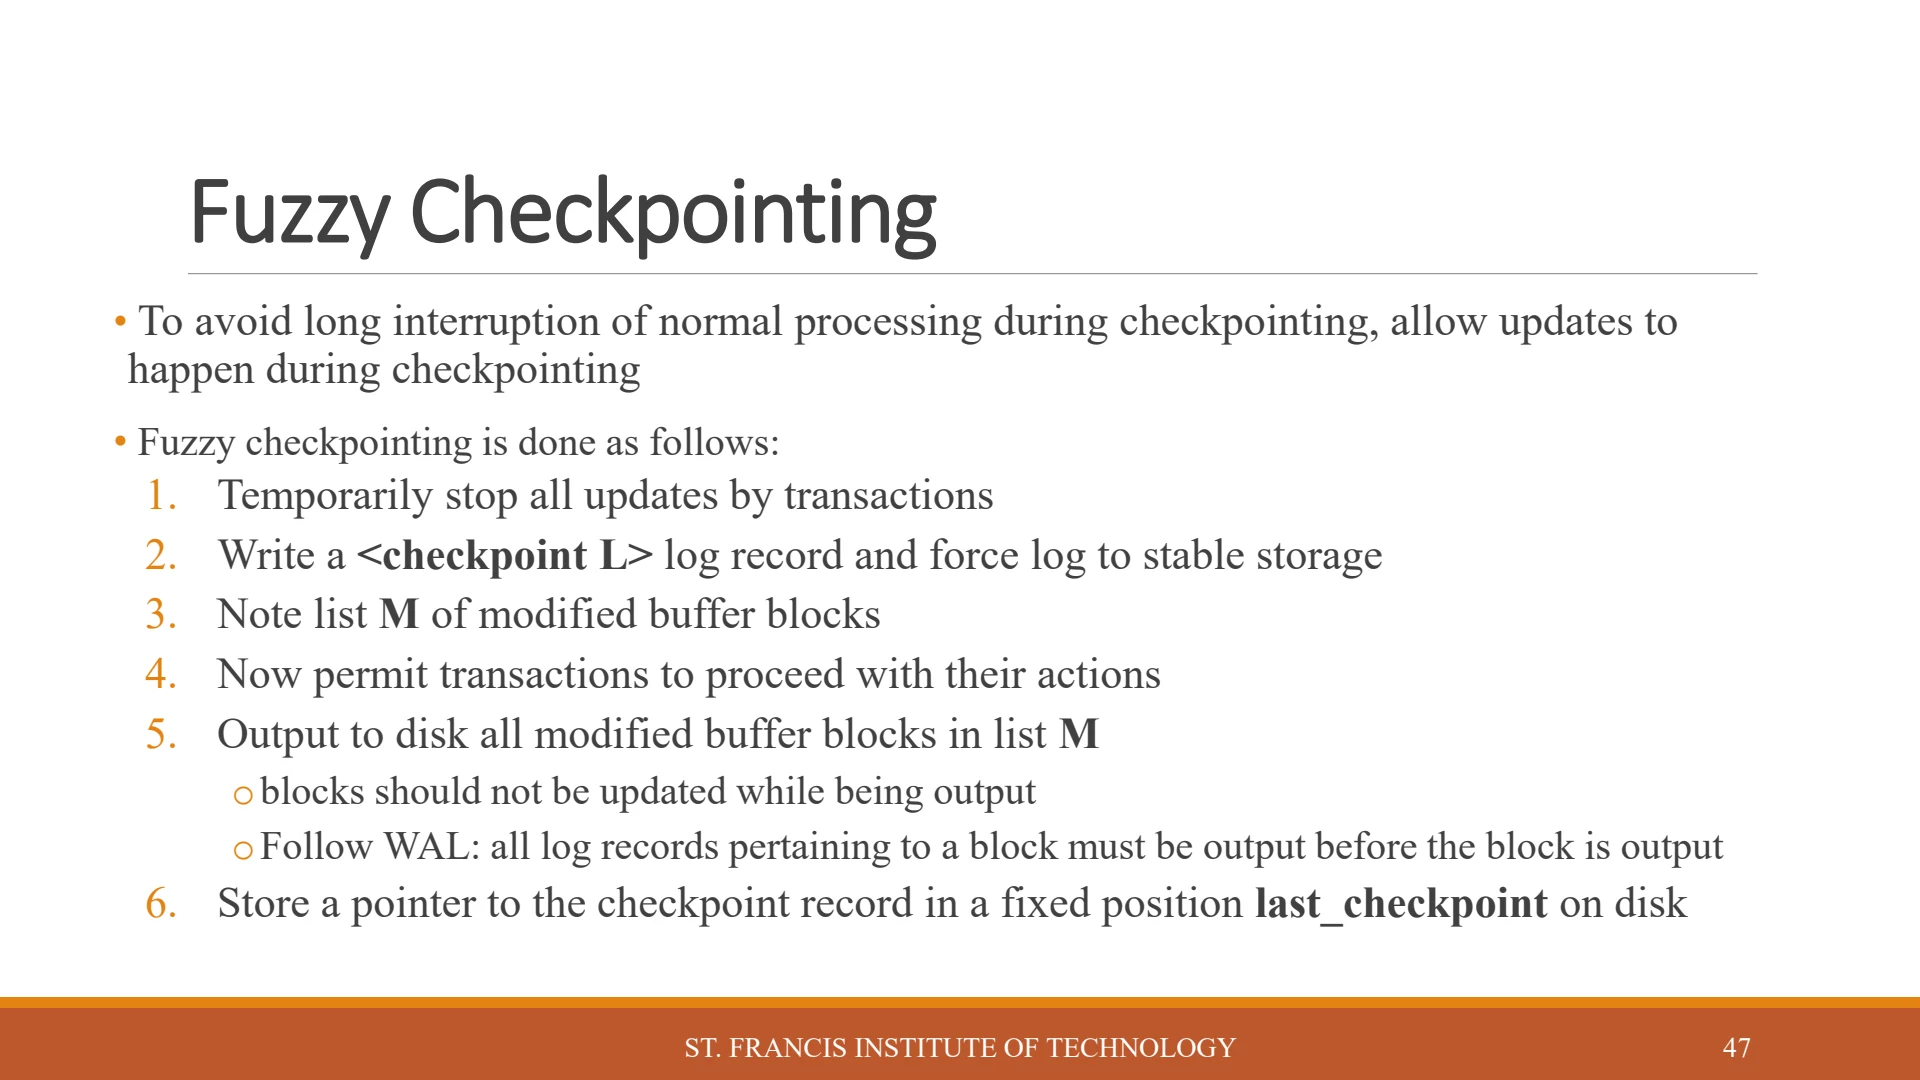 Fuzzy Checkpointing
• To avoid long interruption of normal processing during checkpointing, allow updates to
happen during checkpointing
• Fuzzy checkpointing is done as follows:
1. Temporarily stop all updates by transactions
2. Write a <checkpoint L> log record and force log to stable storage
3. Note list M of modified buffer blocks
4. Now permit transactions to proceed with their actions
5. Output to disk all modified buffer blocks in list M
o blocks should not be updated while being output
o Follow WAL: all log records pertaining to a block must be output before the block is output
6. Store a pointer to the checkpoint record in a fixed position last_checkpoint on disk
ST. FRANCIS INSTITUTE OF TECHNOLOGY
47